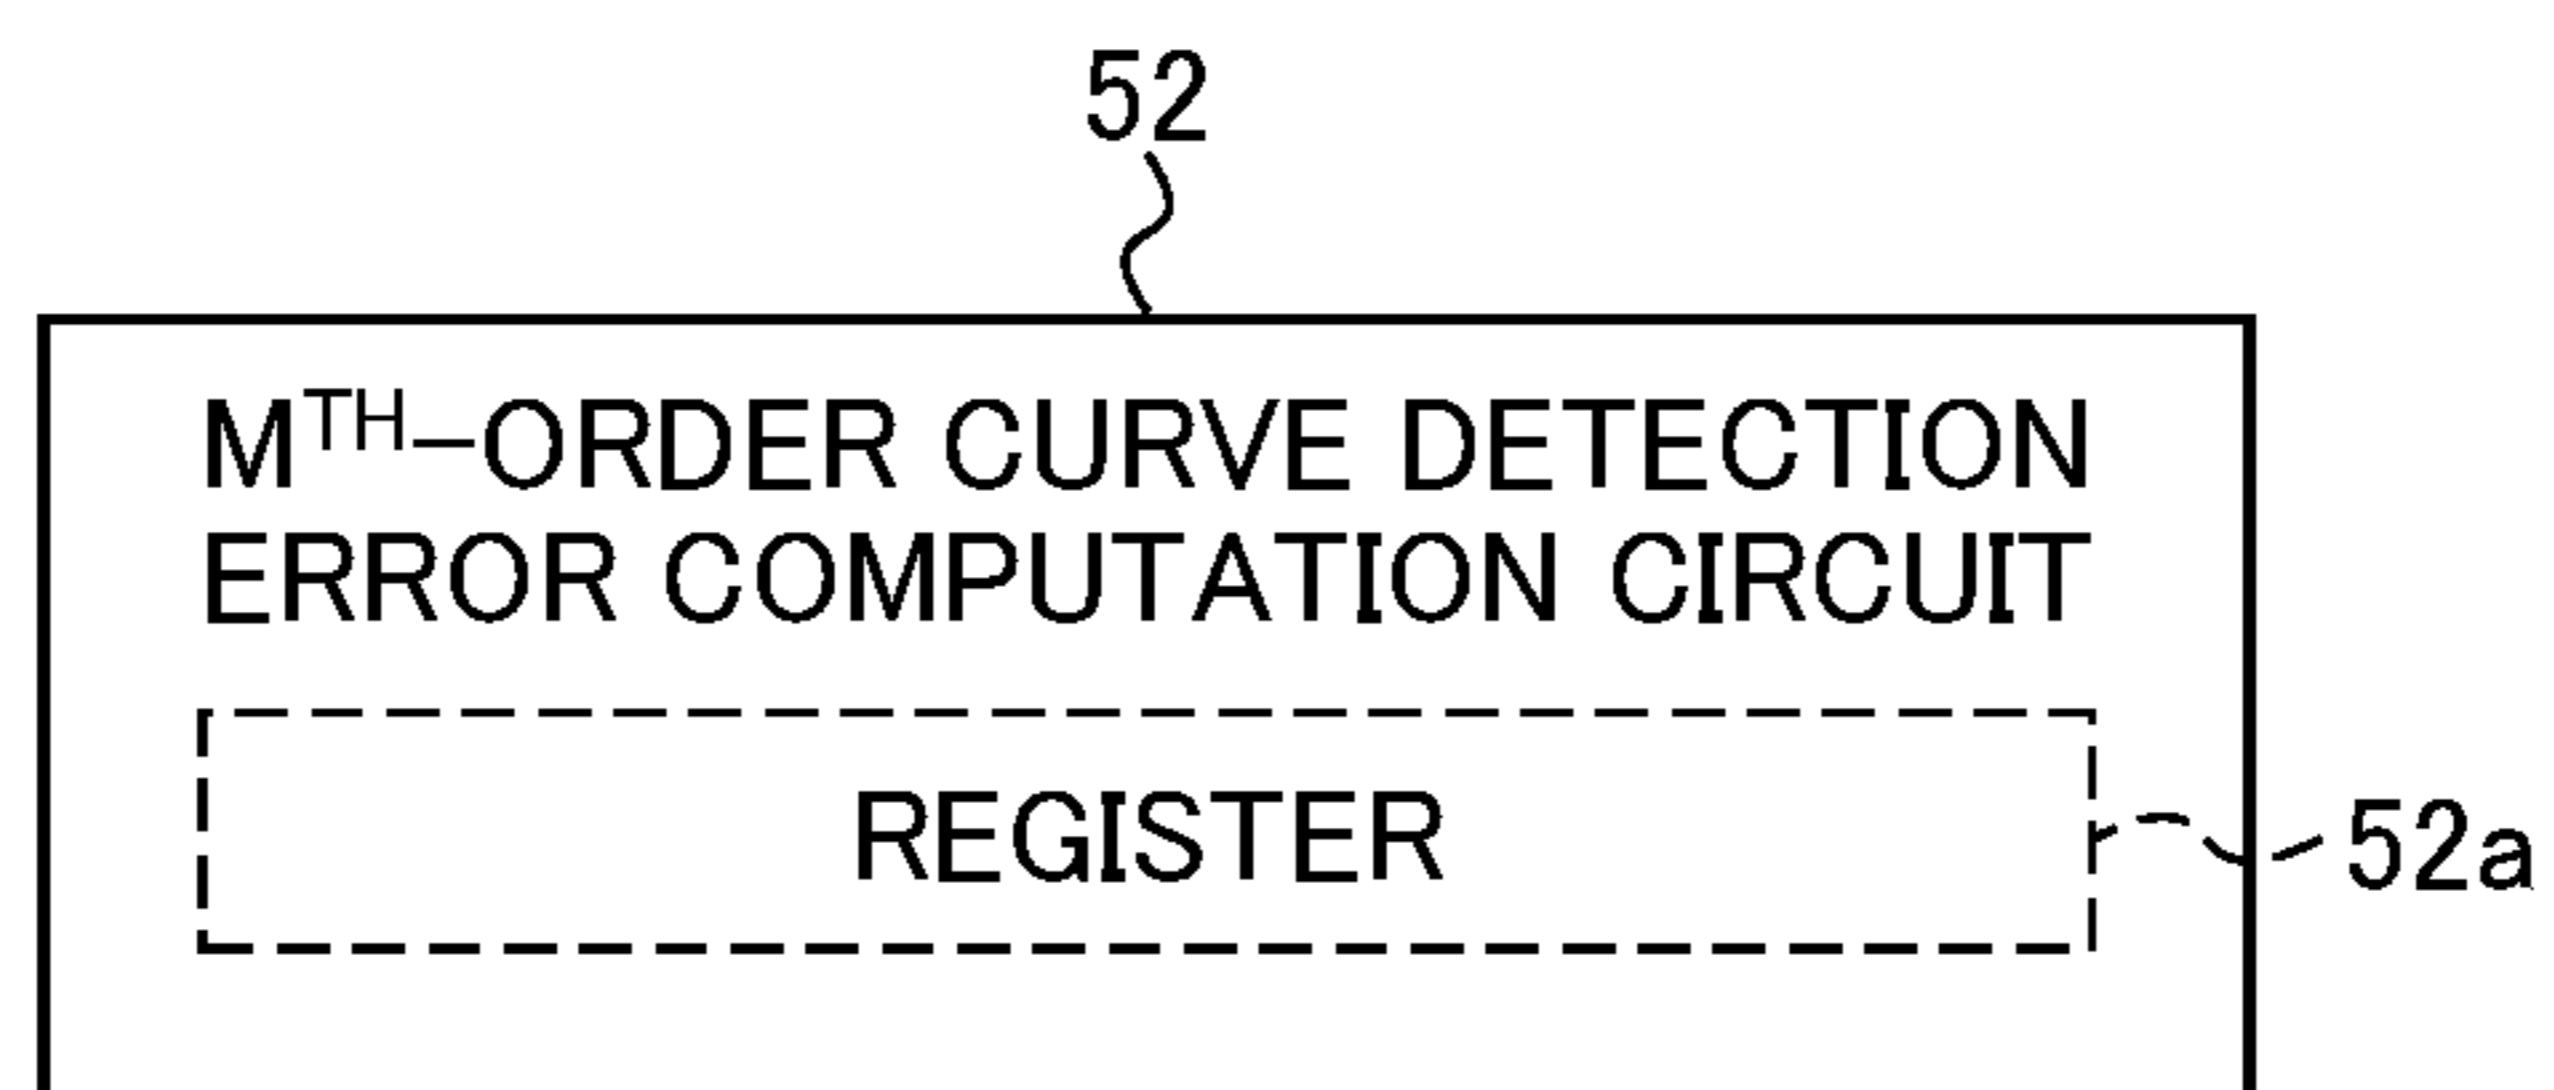 52
Mᵀᴴ-ORDER CURVE DETECTION
ERROR COMPUTATION CIRCUIT
REGISTER
52a